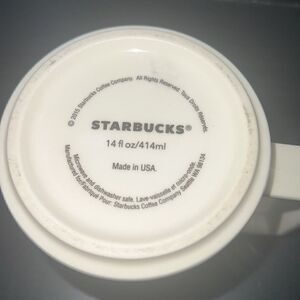 © 2015 Starbucks Coffee Company. All Rights Reserved. Tous Droits Réservés.
STARBUCKS®
14 fl oz/414ml
Made in USA.
Microwave and dishwasher safe. Lave-vaisselle et micro-onde.
Manufactured for/Fabriqué Pour: Starbucks Coffee Company Seattle WA 98134